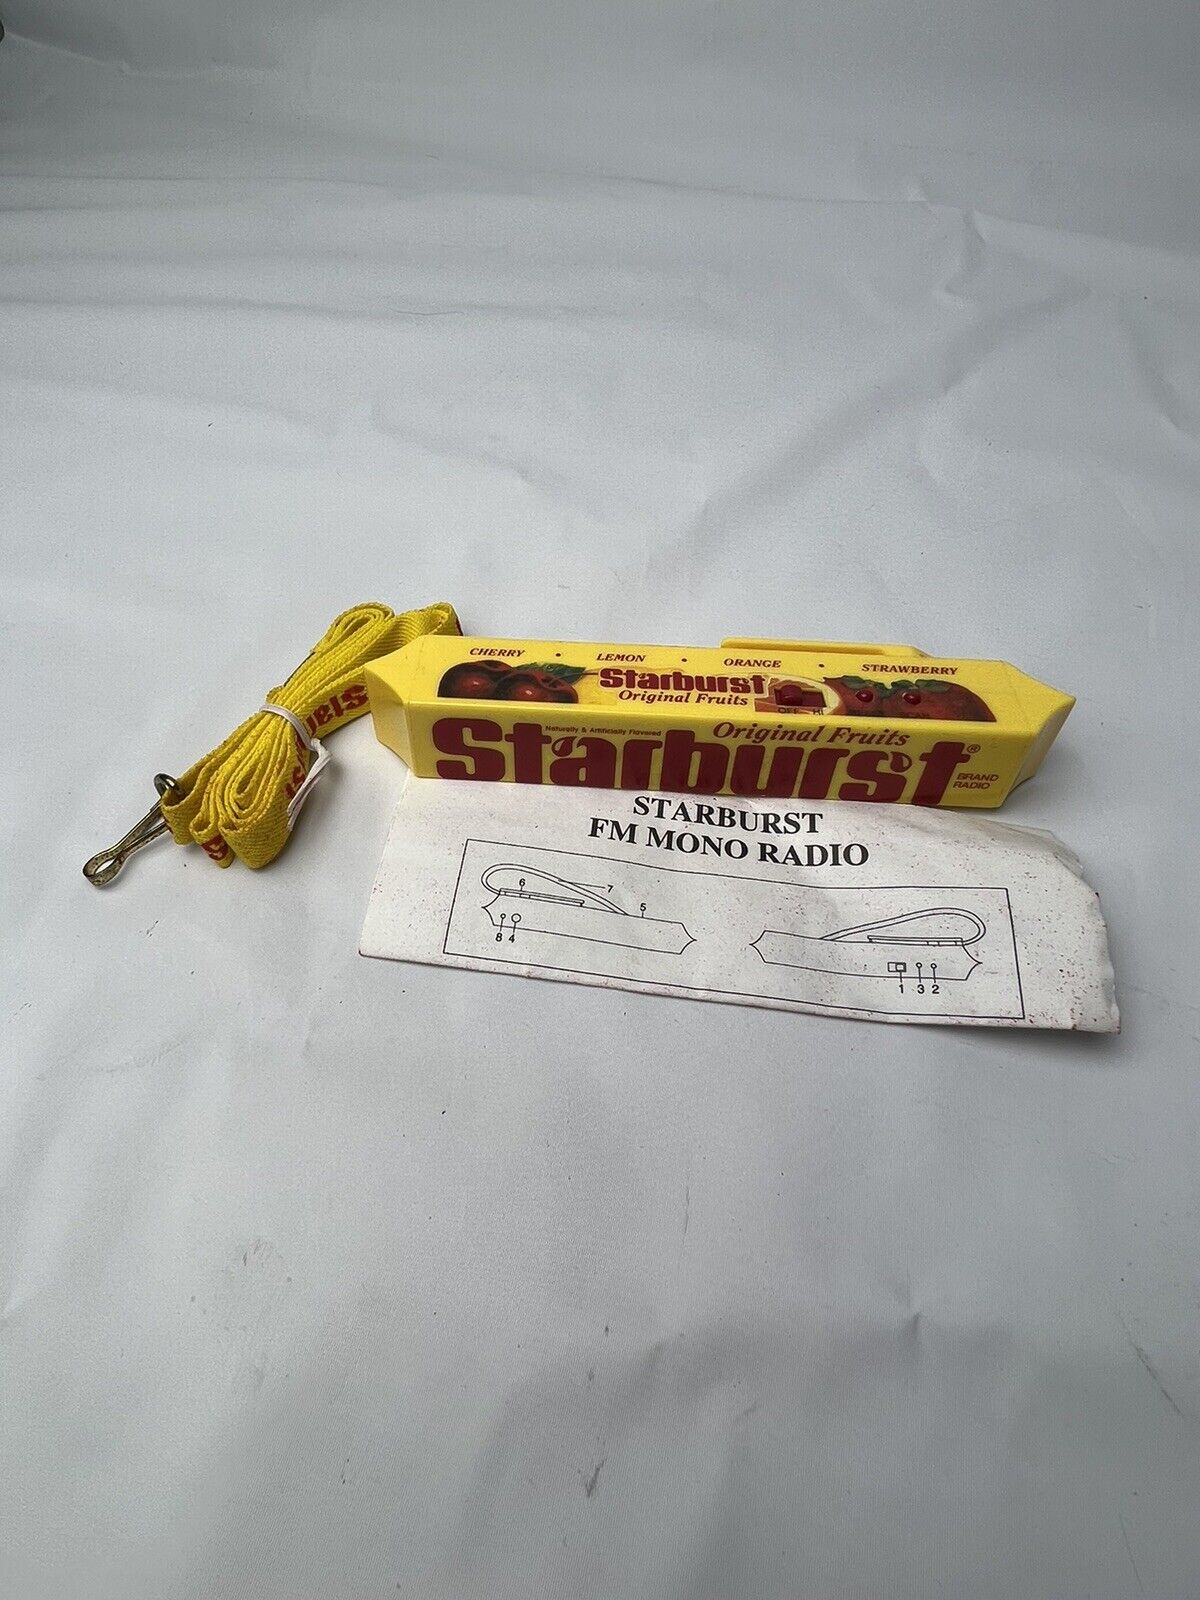 CHERRY • LEMON • ORANGE • STRAWBERRY
Starburst
Original Fruits
OFF HI
Naturally & Artificially Flavored
Original Fruits
Starburst®
BRAND
RADIO
STARBURST
FM MONO RADIO
6 7 5
8 4
1 3 2